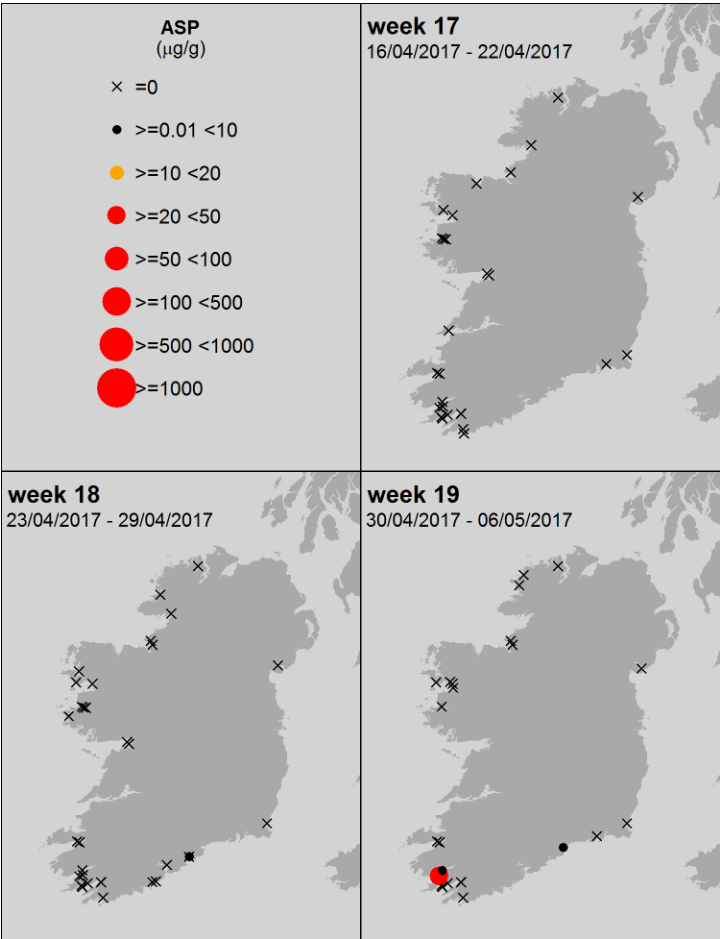 ASP
(µg/g)
=0
>=0.01 <10
>=10 <20
>=20 <50
>=50 <100
>=100 <500
>=500 <1000
>=1000
week 17
16/04/2017 - 22/04/2017
week 18
23/04/2017 - 29/04/2017
week 19
30/04/2017 - 06/05/2017